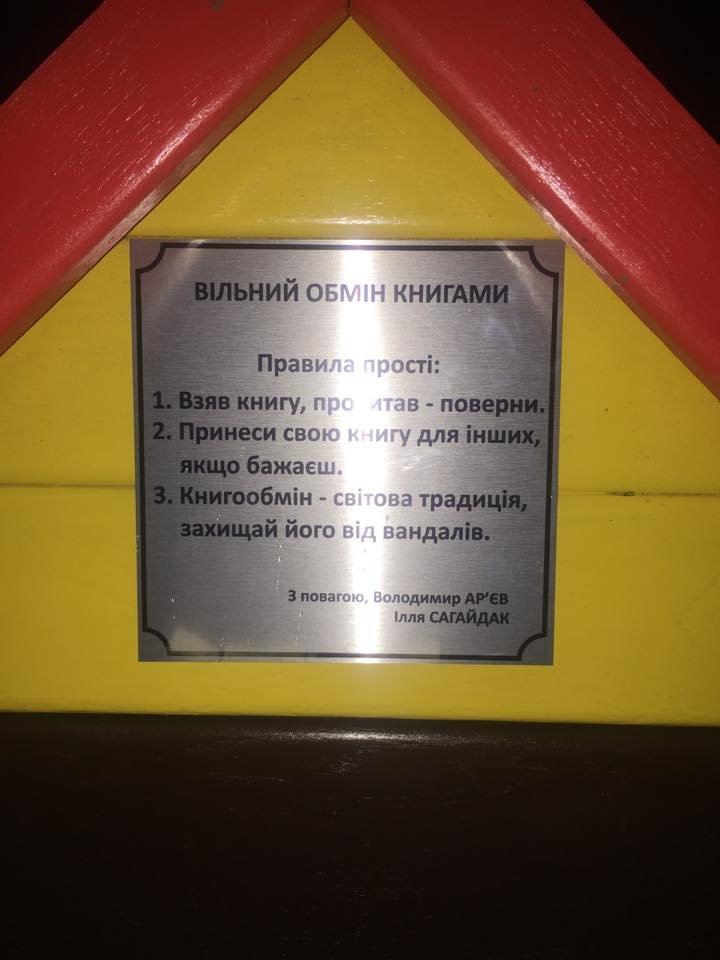 ВІЛЬНИЙ ОБМІН КНИГАМИ
Правила прості:
1. Взяв книгу, прочитав - поверни.
2. Принеси свою книгу для інших,
якщо бажаєш.
3. Книгообмін - світова традиція,
захищай його від вандалів.
З повагою, Володимир АР'ЄВ
Ілля САГАЙДАК